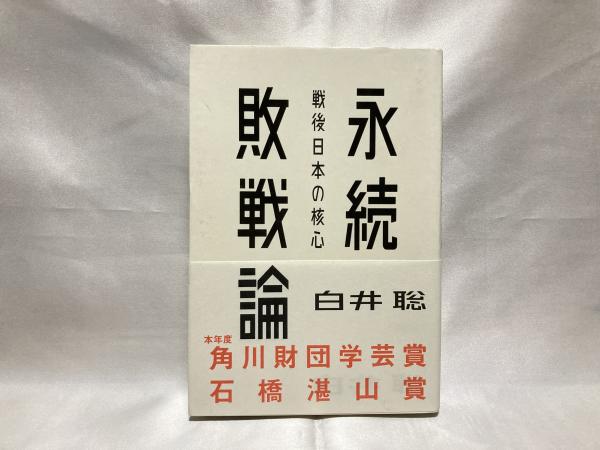 永続
敗戦論
戦後日本の核心
白井聡
本年度
角川財団学芸賞
石橋湛山賞